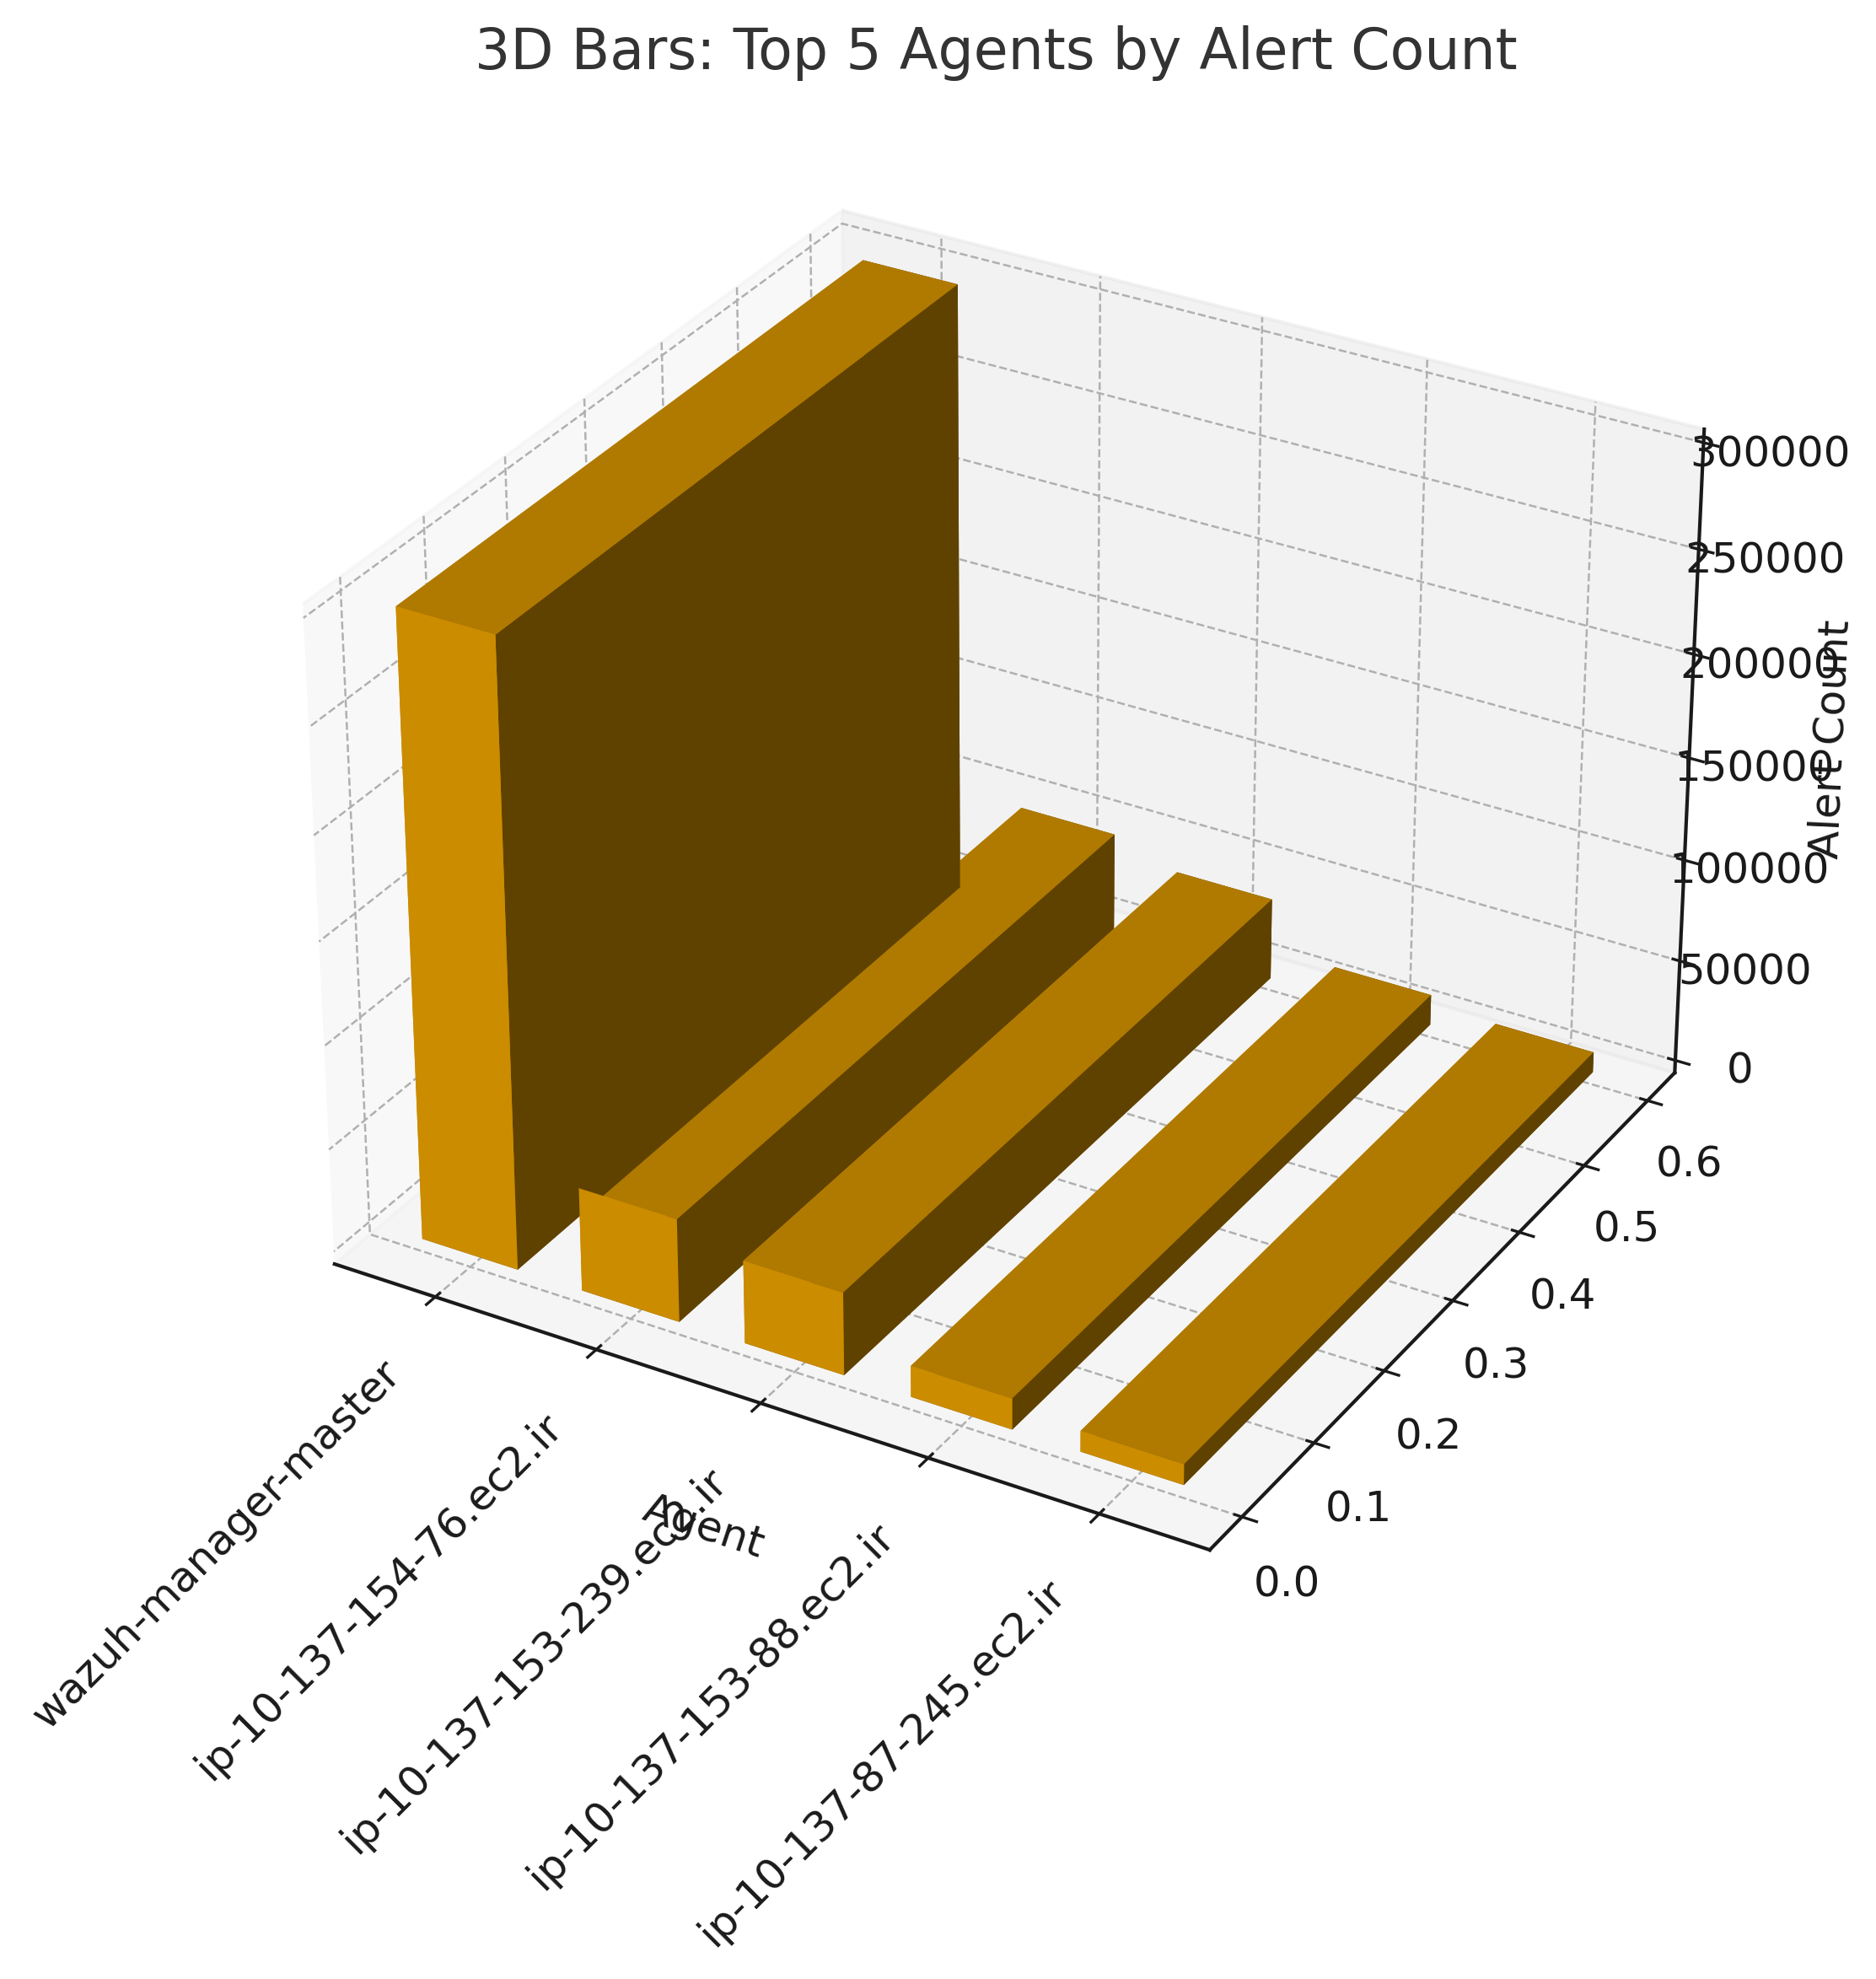 3D Bars: Top 5 Agents by Alert Count
300000
250000
200000
150000
100000
50000
0
Alert Count
0.6
0.5
0.4
0.3
0.2
0.1
0.0
wazuh-manager-master
ip-10-137-154-76.ec2.ir
ip-10-137-153-239.ec2.ir
ip-10-137-153-88.ec2.ir
ip-10-137-87-245.ec2.ir
Agent